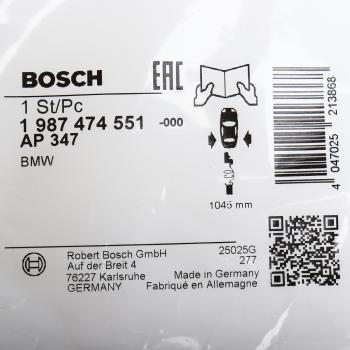 BOSCH
EAC
1 St/Pc
1 987 474 551 -000
AP 347
BMW
1045 mm
4 047025 213868
Robert Bosch GmbH
Auf der Breit 4
76227 Karlsruhe
GERMANY
25025G
277
Made in Germany
Fabriqué en Allemagne